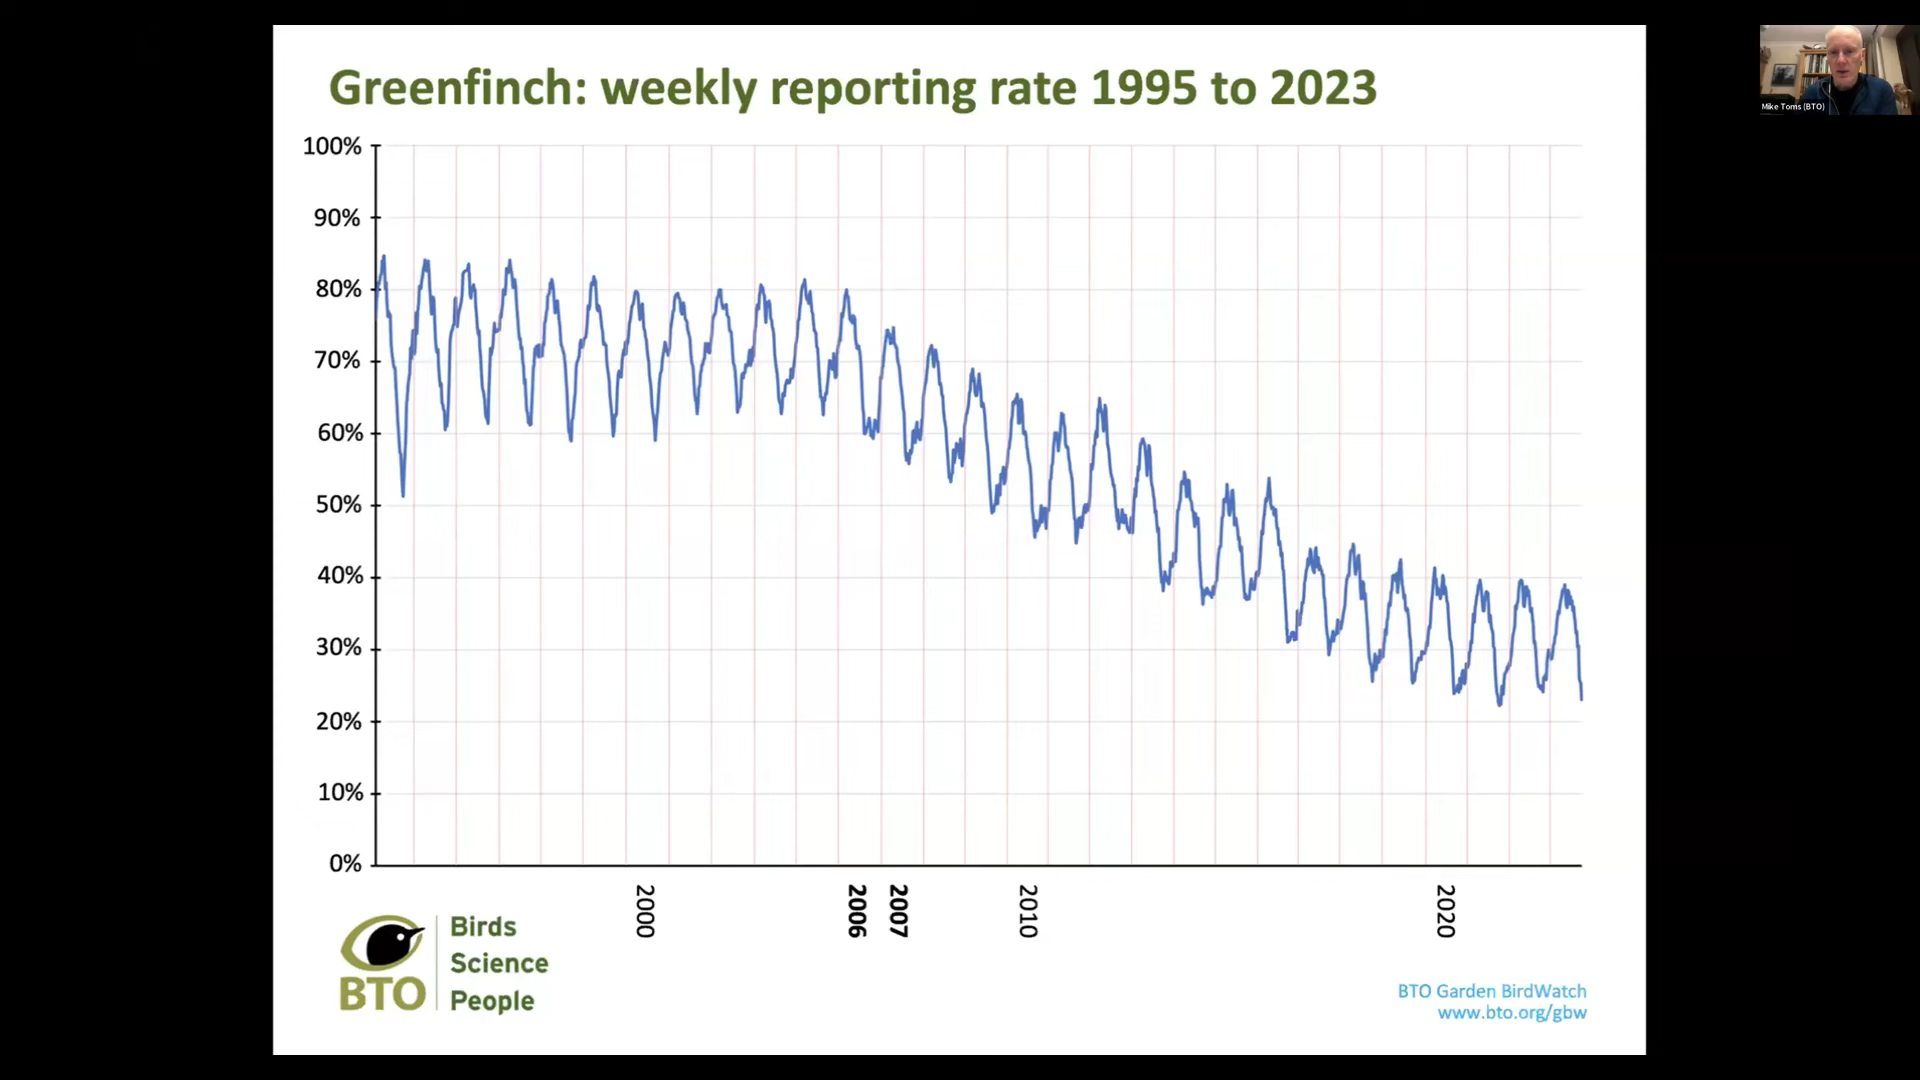 Greenfinch: weekly reporting rate 1995 to 2023
Mike Toms (BTO)
100%
90%
80%
70%
60%
50%
40%
30%
20%
10%
0%
2000
2006
2007
2010
2020
BTO
Birds
Science
People
BTO Garden BirdWatch
www.bto.org/gbw